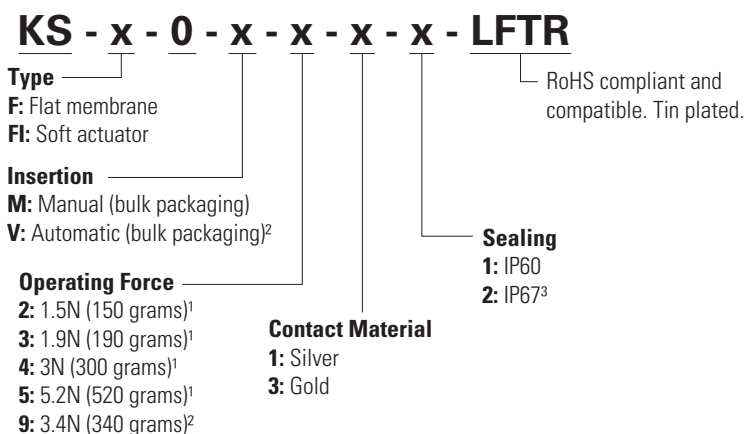 KS - x - 0 - x - x - x - x - LFTR
Type
F: Flat membrane
FI: Soft actuator
RoHS compliant and
compatible. Tin plated.
Insertion
M: Manual (bulk packaging)
V: Automatic (bulk packaging)²
Operating Force
2: 1.5N (150 grams)¹
3: 1.9N (190 grams)¹
4: 3N (300 grams)¹
5: 5.2N (520 grams)¹
9: 3.4N (340 grams)²
Contact Material
1: Silver
3: Gold
Sealing
1: IP60
2: IP67³